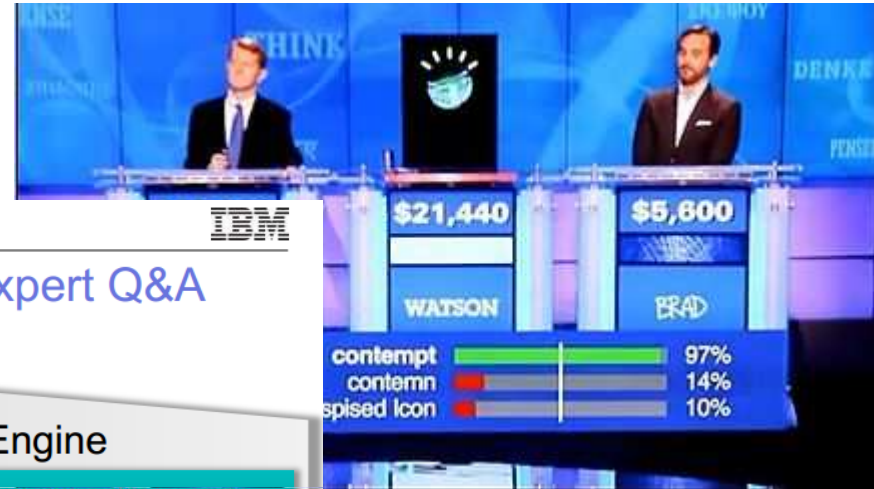 THINK
DENKE
PENSE
IBM
xpert Q&A
Engine
$21,440
$5,600
WATSON
BRAD
contempt 97%
contemn 14%
spised Icon 10%